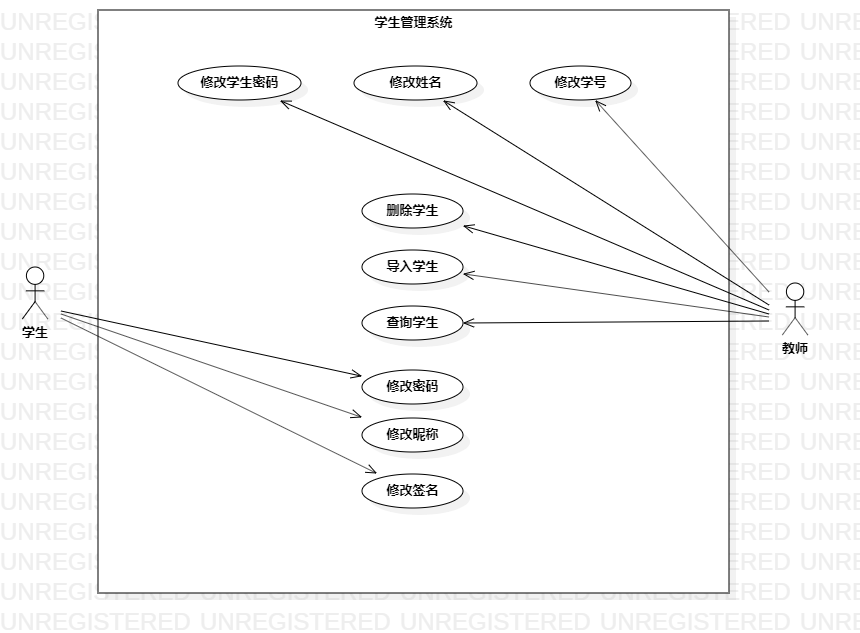 学生管理系统
修改学生密码
修改姓名
修改学号
删除学生
导入学生
查询学生
修改密码
修改昵称
修改签名
学生
教师
UNREGISTERED UNREGISTERED UNREGISTERED UNREGISTERED UNRE